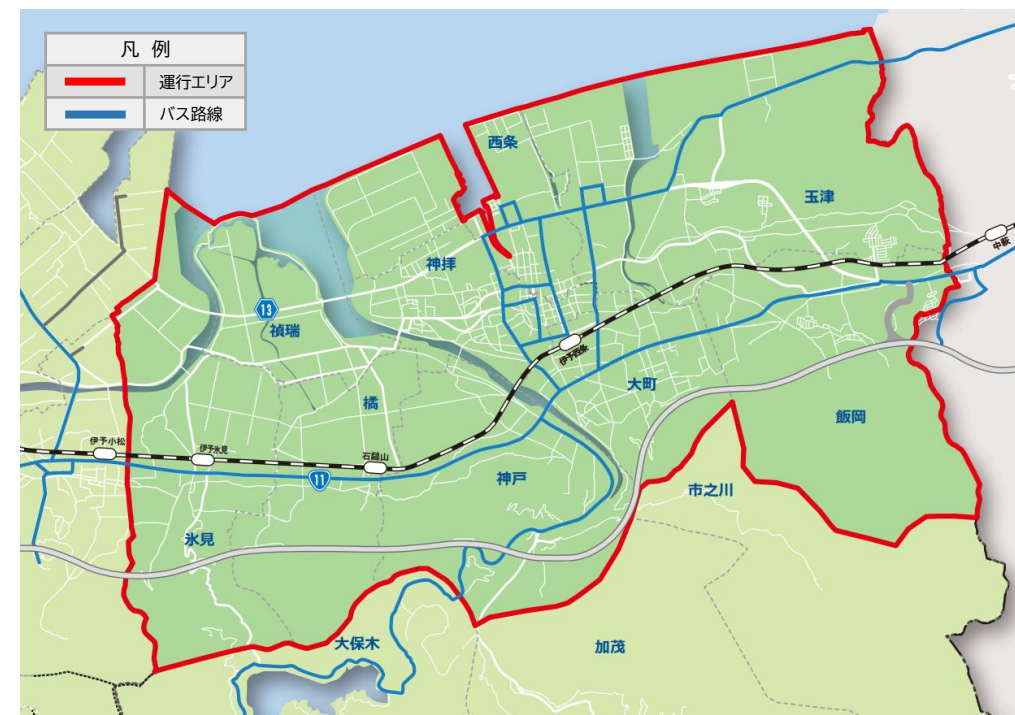 凡 例
運行エリア
バス路線
西条
玉津
中萩
神拝
13
禎瑞
伊予西条
大町
橘
飯岡
伊予小松
伊予氷見
石鎚山
11
神戸
市之川
氷見
大保木
加茂